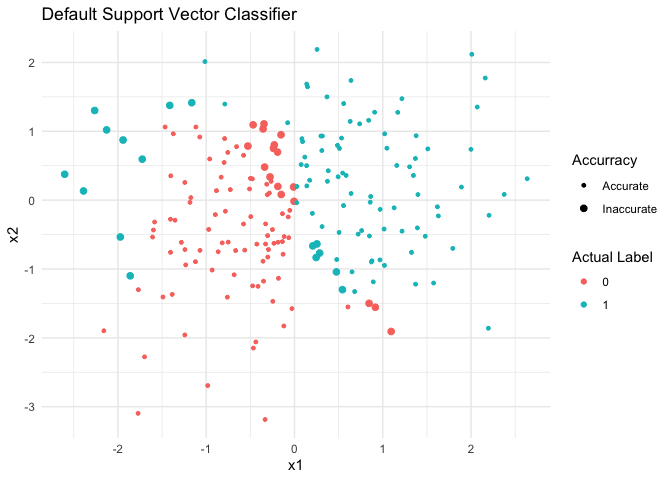 Default Support Vector Classifier
x2
2
1
0
-1
-2
-3
-2
-1
0
1
2
x1
Accurracy
Accurate
Inaccurate
Actual Label
0
1